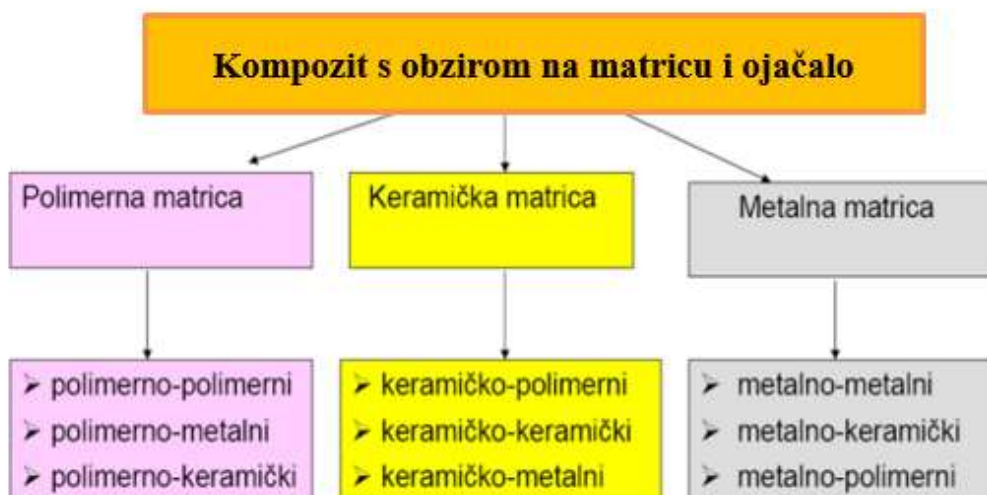 Kompozit s obzirom na matricu i ojačalo
Polimerna matrica
Keramička matrica
Metalna matrica
➢ polimerno-polimerni
➢ polimerno-metalni
➢ polimerno-keramički
➢ keramičko-polimerni
➢ keramičko-keramički
➢ keramičko-metalni
➢ metalno-metalni
➢ metalno-keramički
➢ metalno-polimerni